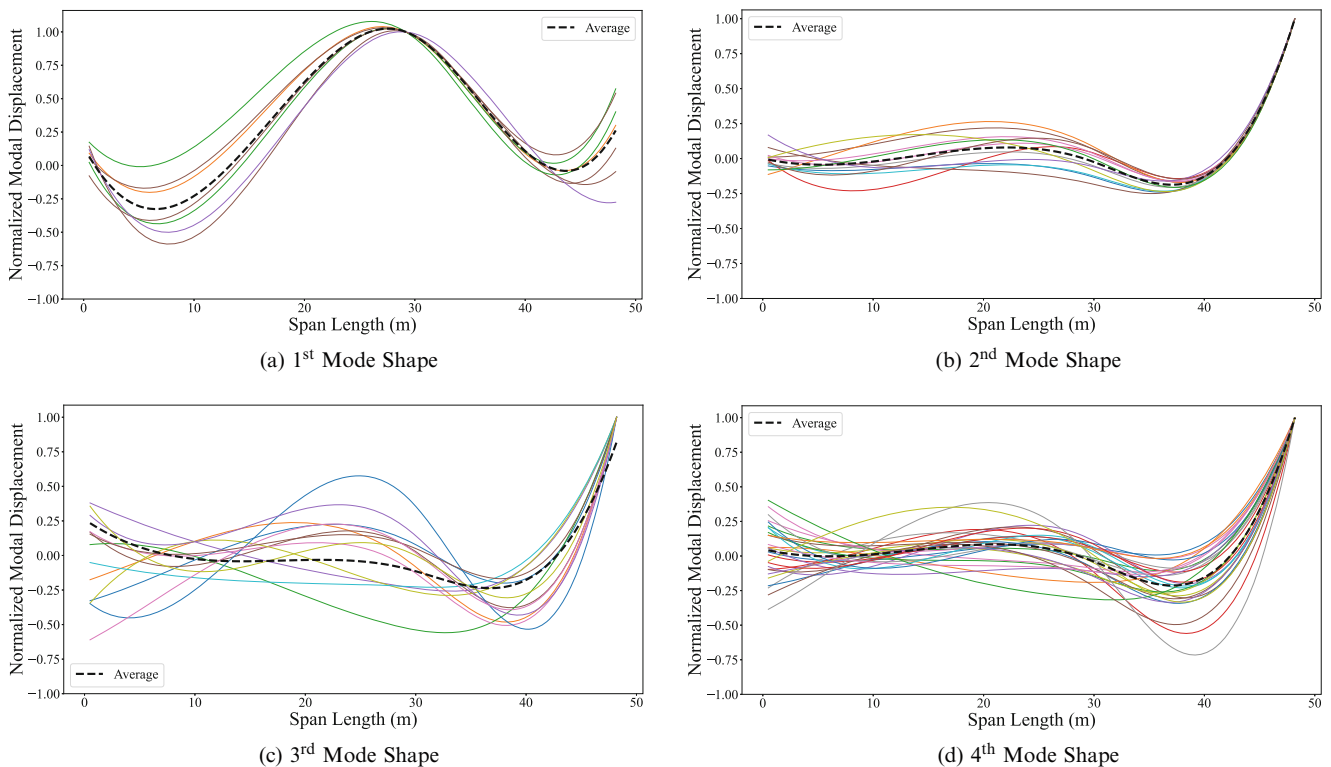 Normalized Modal Displacement
1.00
0.75
0.50
0.25
0.00
−0.25
−0.50
−0.75
−1.00
Average
0 10 20 30 40 50
Span Length (m)
(a) 1st Mode Shape
Normalized Modal Displacement
1.00
0.75
0.50
0.25
0.00
−0.25
−0.50
−0.75
−1.00
Average
0 10 20 30 40 50
Span Length (m)
(b) 2nd Mode Shape
Normalized Modal Displacement
1.00
0.75
0.50
0.25
0.00
−0.25
−0.50
−0.75
−1.00
Average
0 10 20 30 40 50
Span Length (m)
(c) 3rd Mode Shape
Normalized Modal Displacement
1.00
0.75
0.50
0.25
0.00
−0.25
−0.50
−0.75
−1.00
Average
0 10 20 30 40 50
Span Length (m)
(d) 4th Mode Shape